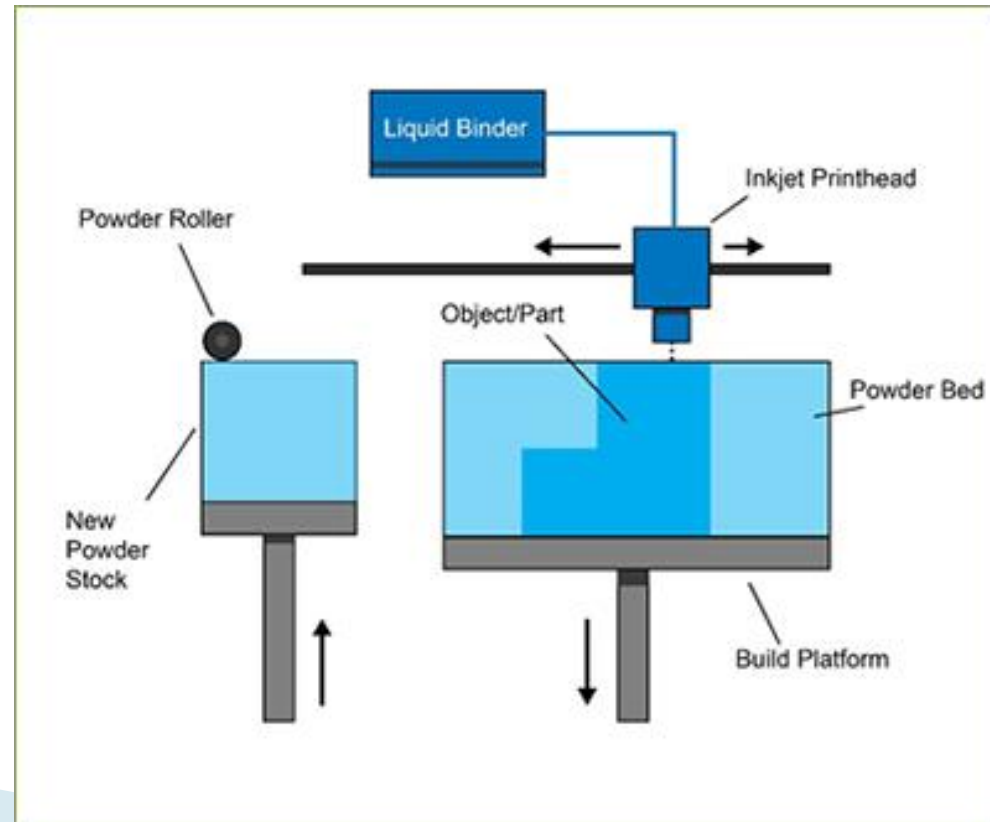 Liquid Binder
Inkjet Printhead
Powder Roller
Object/Part
Powder Bed
New
Powder
Stock
Build Platform